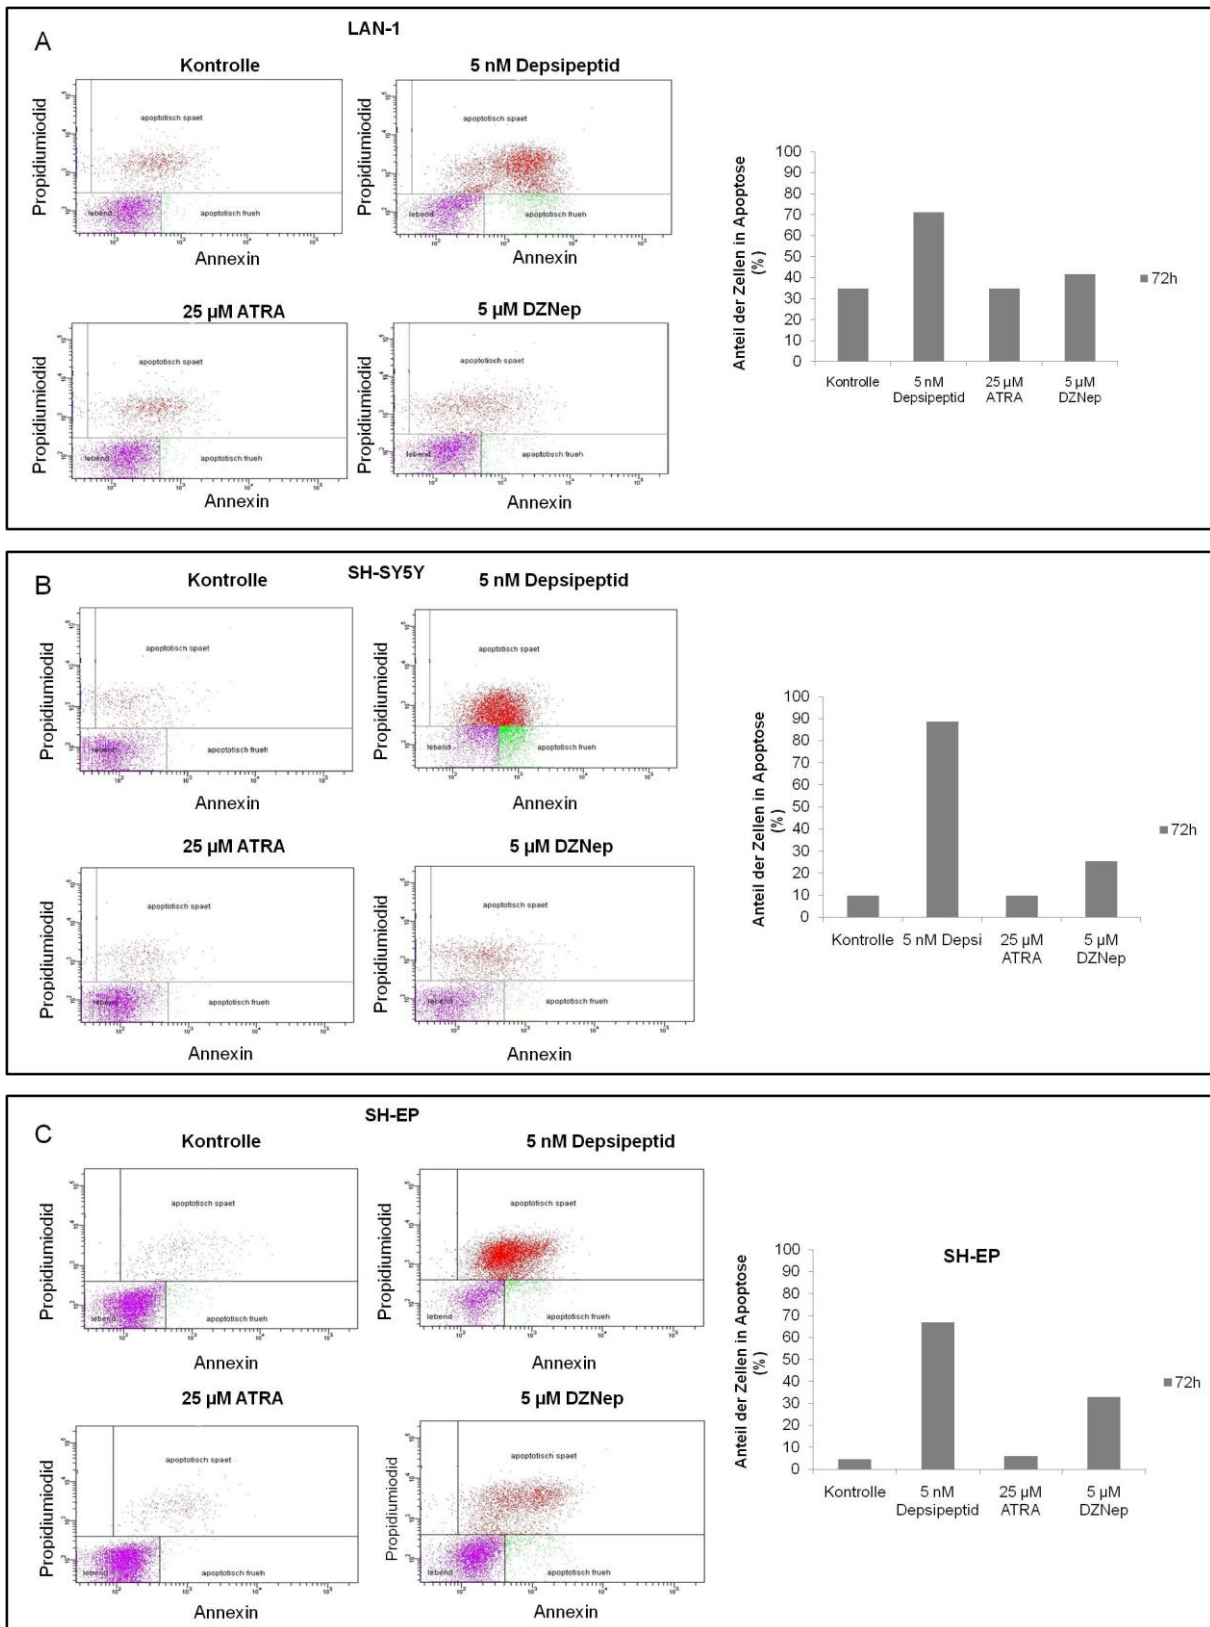 A
LAN-1
Kontrolle
5 nM Depsipeptid
Propidiumiodid
apoptotisch spaet
lebend
apoptotisch frueh
Annexin
Propidiumiodid
apoptotisch spaet
lebend
apoptotisch frueh
Annexin
25 µM ATRA
5 µM DZNep
Propidiumiodid
apoptotisch spaet
lebend
apoptotisch frueh
Annexin
Propidiumiodid
apoptotisch spaet
lebend
apoptotisch frueh
Annexin
Anteil der Zellen in Apoptose
(%)
100
90
80
70
60
50
40
30
20
10
0
Kontrolle
5 nM
Depsipeptid
25 µM
ATRA
5 µM
DZNep
72h
B
SH-SY5Y
Kontrolle
5 nM Depsipeptid
Propidiumiodid
apoptotisch spaet
lebend
apoptotisch frueh
Annexin
Propidiumiodid
apoptotisch spaet
lebend
apoptotisch frueh
Annexin
25 µM ATRA
5 µM DZNep
Propidiumiodid
apoptotisch spaet
lebend
apoptotisch frueh
Annexin
Propidiumiodid
apoptotisch spaet
lebend
apoptotisch frueh
Annexin
Anteil der Zellen in Apoptose
(%)
100
90
80
70
60
50
40
30
20
10
0
Kontrolle
5 nM Depsi
25 µM
ATRA
5 µM
DZNep
72h
C
SH-EP
Kontrolle
5 nM Depsipeptid
Propidiumiodid
apoptotisch spaet
lebend
apoptotisch frueh
Annexin
Propidiumiodid
apoptotisch spaet
lebend
apoptotisch frueh
Annexin
25 µM ATRA
5 µM DZNep
Propidiumiodid
apoptotisch spaet
lebend
apoptotisch frueh
Annexin
Propidiumiodid
apoptotisch spaet
lebend
apoptotisch frueh
Annexin
SH-EP
Anteil der Zellen in Apoptose
(%)
100
90
80
70
60
50
40
30
20
10
0
Kontrolle
5 nM
Depsipeptid
25 µM
ATRA
5 µM
DZNep
72h